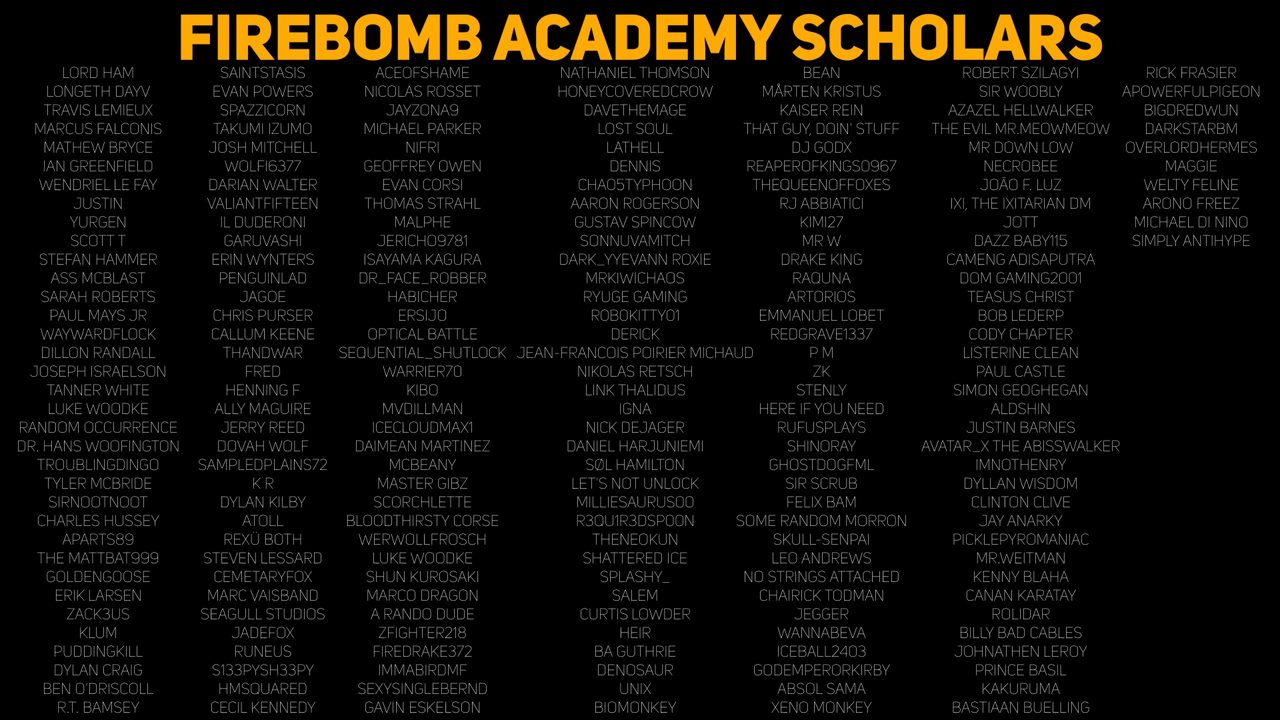 FIREBOMB ACADEMY SCHOLARS
LORD HAM
LONGETH DAYV
TRAVIS LEMIEUX
MARCUS FALCONIS
MATHEW BRYCE
IAN GREENFIELD
WENDRIEL LE FAY
JUSTIN
YURGEN
SCOTT T
STEFAN HAMMER
ASS MCBLAST
SARAH ROBERTS
PAUL MAYS JR
WAYWARDFLOCK
DILLON RANDALL
JOSEPH ISRAELSON
TANNER WHITE
LUKE WOODKE
RANDOM OCCURRENCE
DR. HANS WOOFINGTON
TROUBLINGDINGO
TYLER MCBRIDE
SIRNOOTNOOT
CHARLES HUSSEY
APARTS89
THE MATTBAT999
GOLDENGOOSE
ERIK LARSEN
ZACK3US
KLUM
PUDDINGKILL
DYLAN CRAIG
BEN O'DRISCOLL
R.T. BAMSEY
SAINTSTASIS
EVAN POWERS
SPAZZICORN
TAKUMI IZUMO
JOSH MITCHELL
WOLFI6377
DARIAN WALTER
VALIANTFIFTEEN
IL DUDERONI
GARUVASHI
ERIN WYNTERS
PENGUINLAD
JAGOE
CHRIS PURSER
CALLUM KEENE
THANDWAR
FRED
HENNING F
ALLY MAGUIRE
JERRY REED
DOVAH WOLF
SAMPLEDPLAINS72
K R
DYLAN KILBY
ATOLL
REXÜ BOTH
STEVEN LESSARD
CEMETARYFOX
MARC VAISBAND
SEAGULL STUDIOS
JADEFOX
RUNEUS
S133PYSH33PY
HMSQUARED
CECIL KENNEDY
ACEOFSHAME
NICOLAS ROSSET
JAYZONA9
MICHAEL PARKER
NIFRI
GEOFFREY OWEN
EVAN CORSI
THOMAS STRAHL
MALPHE
JERICHO9781
ISAYAMA KAGURA
DR_FACE_ROBBER
HABICHER
ERSIJO
OPTICAL BATTLE
SEQUENTIAL_SHUTLOCK
WARRIER70
KIBO
MVDILLMAN
ICECLOUDMAX1
DAIMEAN MARTINEZ
MCBEANY
MASTER GIBZ
SCORCHLETTE
BLOODTHIRSTY CORSE
WERWOLLFROSCH
LUKE WOODKE
SHUN KUROSAKI
MARCO DRAGON
A RANDO DUDE
ZFIGHTER218
FIREDRAKE372
IMMABIRDMF
SEXYSINGLEBERND
GAVIN ESKELSON
NATHANIEL THOMSON
HONEYCOVEREDCROW
DAVETHEMAGE
LOST SOUL
LATHELL
DENNIS
CHAO5TYPHOON
AARON ROGERSON
GUSTAV SPINCOW
SONNUVAMITCH
DARK_YYEVANN ROXIE
MRKIWICHAOS
RYUGE GAMING
ROBOKITTY01
DERICK
JEAN-FRANCOIS POIRIER MICHAUD
NIKOLAS RETSCH
LINK THALIDUS
IGNA
NICK DEJAGER
DANIEL HARJUNIEMI
SØL HAMILTON
LET'S NOT UNLOCK
MILLIESAURUS00
R3QU1R3DSP00N
THENEOKUN
SHATTERED ICE
SPLASHY_
SALEM
CURTIS LOWDER
HEIR
BA GUTHRIE
DENOSAUR
UNIX
BIOMONKEY
BEAN
MÅRTEN KRISTUS
KAISER REIN
THAT GUY, DOIN' STUFF
DJ GODX
REAPEROFKINGS0967
THEQUEENOFFOXES
RJ ABBIATICI
KIMI27
MR W
DRAKE KING
RAQUNA
ARTORIOS
EMMANUEL LOBET
REDGRAVE1337
P M
ZK
STENLY
HERE IF YOU NEED
RUFUSPLAYS
SHINORAY
GHOSTDOGFML
SIR SCRUB
FELIX BAM
SOME RANDOM MORRON
SKULL-SENPAI
LEO ANDREWS
NO STRINGS ATTACHED
CHAIRICK TODMAN
JEGGER
WANNABEVA
ICEBALL2403
GODEMPERORKIRBY
ABSOL SAMA
XENO MONKEY
ROBERT SZILAGYI
SIR WOOBLY
AZAZEL HELLWALKER
THE EVIL MR.MEOWMEOW
MR DOWN LOW
NECROBEE
JOÃO F. LUZ
IXI, THE IXITARIAN DM
JOTT
DAZZ BABY115
CAMENG ADISAPUTRA
DOM GAMING2001
TEASUS CHRIST
BOB LEDERP
CODY CHAPTER
LISTERINE CLEAN
PAUL CASTLE
SIMON GEOGHEGAN
ALDSHIN
JUSTIN BARNES
AVATAR_X THE ABISSWALKER
IMNOTHENRY
DYLLAN WISDOM
CLINTON CLIVE
JAY ANARKY
PICKLEPYROMANIAC
MR.WEITMAN
KENNY BLAHA
CANAN KARATAY
ROLIDAR
BILLY BAD CABLES
JOHNATHEN LEROY
PRINCE BASIL
KAKURUMA
BASTIAAN BUELLING
RICK FRASIER
APOWERFULPIGEON
BIGDREDWUN
DARKSTARBM
OVERLORDHERMES
MAGGIE
WELTY FELINE
ARONO FREEZ
MICHAEL DI NINO
SIMPLY ANTIHYPE